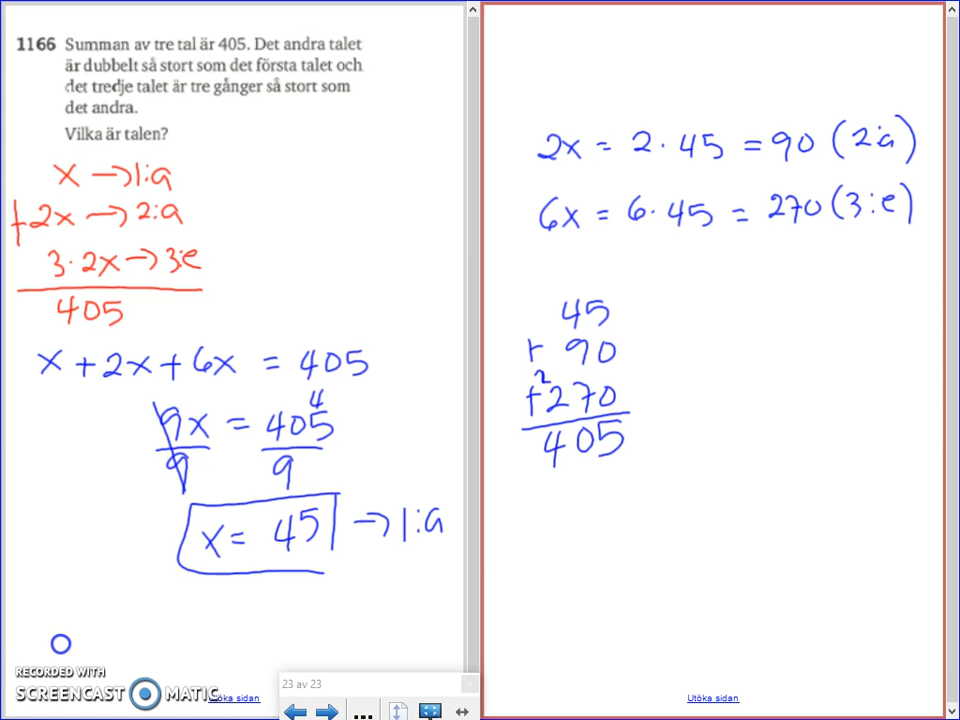 1166 Summan av tre tal är 405. Det andra talet
är dubbelt så stort som det första talet och
det tredje talet är tre gånger så stort som
det andra.
Vilka är talen?
x → 1:a
+2x → 2:a
3·2x → 3:e
405
x + 2x + 6x = 405
4
9x = 405
9 9
x = 45 → 1:a
RECORDED WITH
SCREENCAST MATIC
Utöka sidan
23 av 23
...
2x = 2·45 = 90 (2:a)
6x = 6·45 = 270 (3:e)
45
+ 90
2
+270
405
Utöka sidan